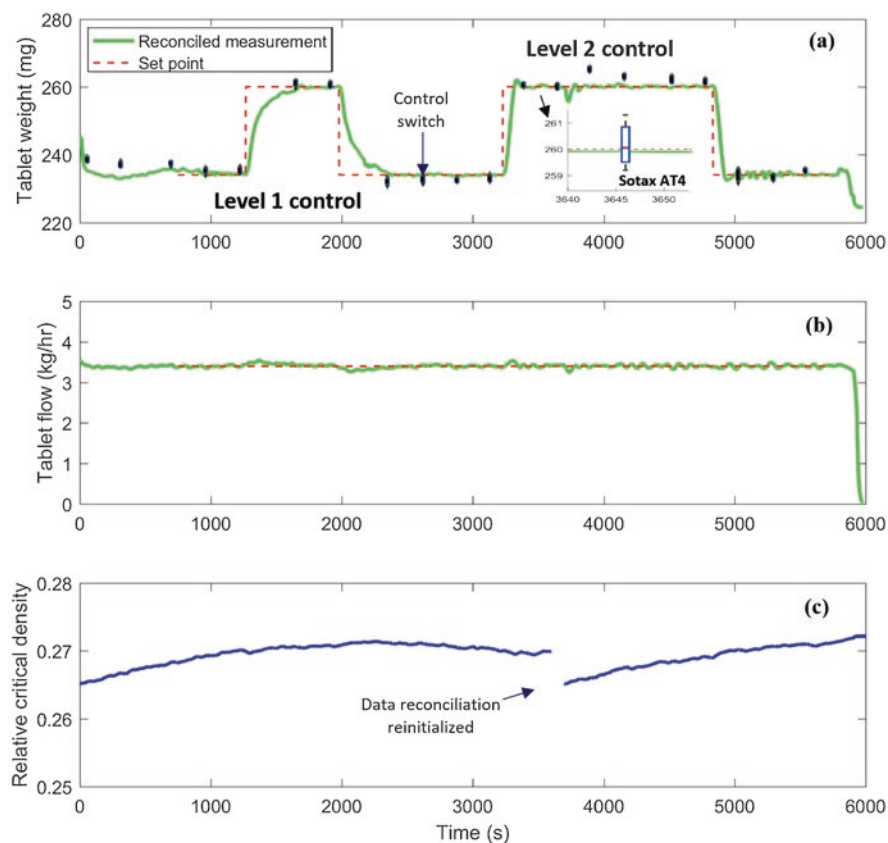 280
(a)
Reconciled measurement
Set point
Level 2 control
260
Control
switch
261
260
259
Sotax AT4
3640
3645
3650
240
Level 1 control
220
Tablet weight (mg)
0
1000
2000
3000
4000
5000
6000
5
(b)
4
3
2
1
0
Tablet flow (kg/hr)
0
1000
2000
3000
4000
5000
6000
0.28
(c)
0.27
0.26
Data reconciliation
reinitialized
0.25
Relative critical density
0
1000
2000
3000
4000
5000
6000
Time (s)